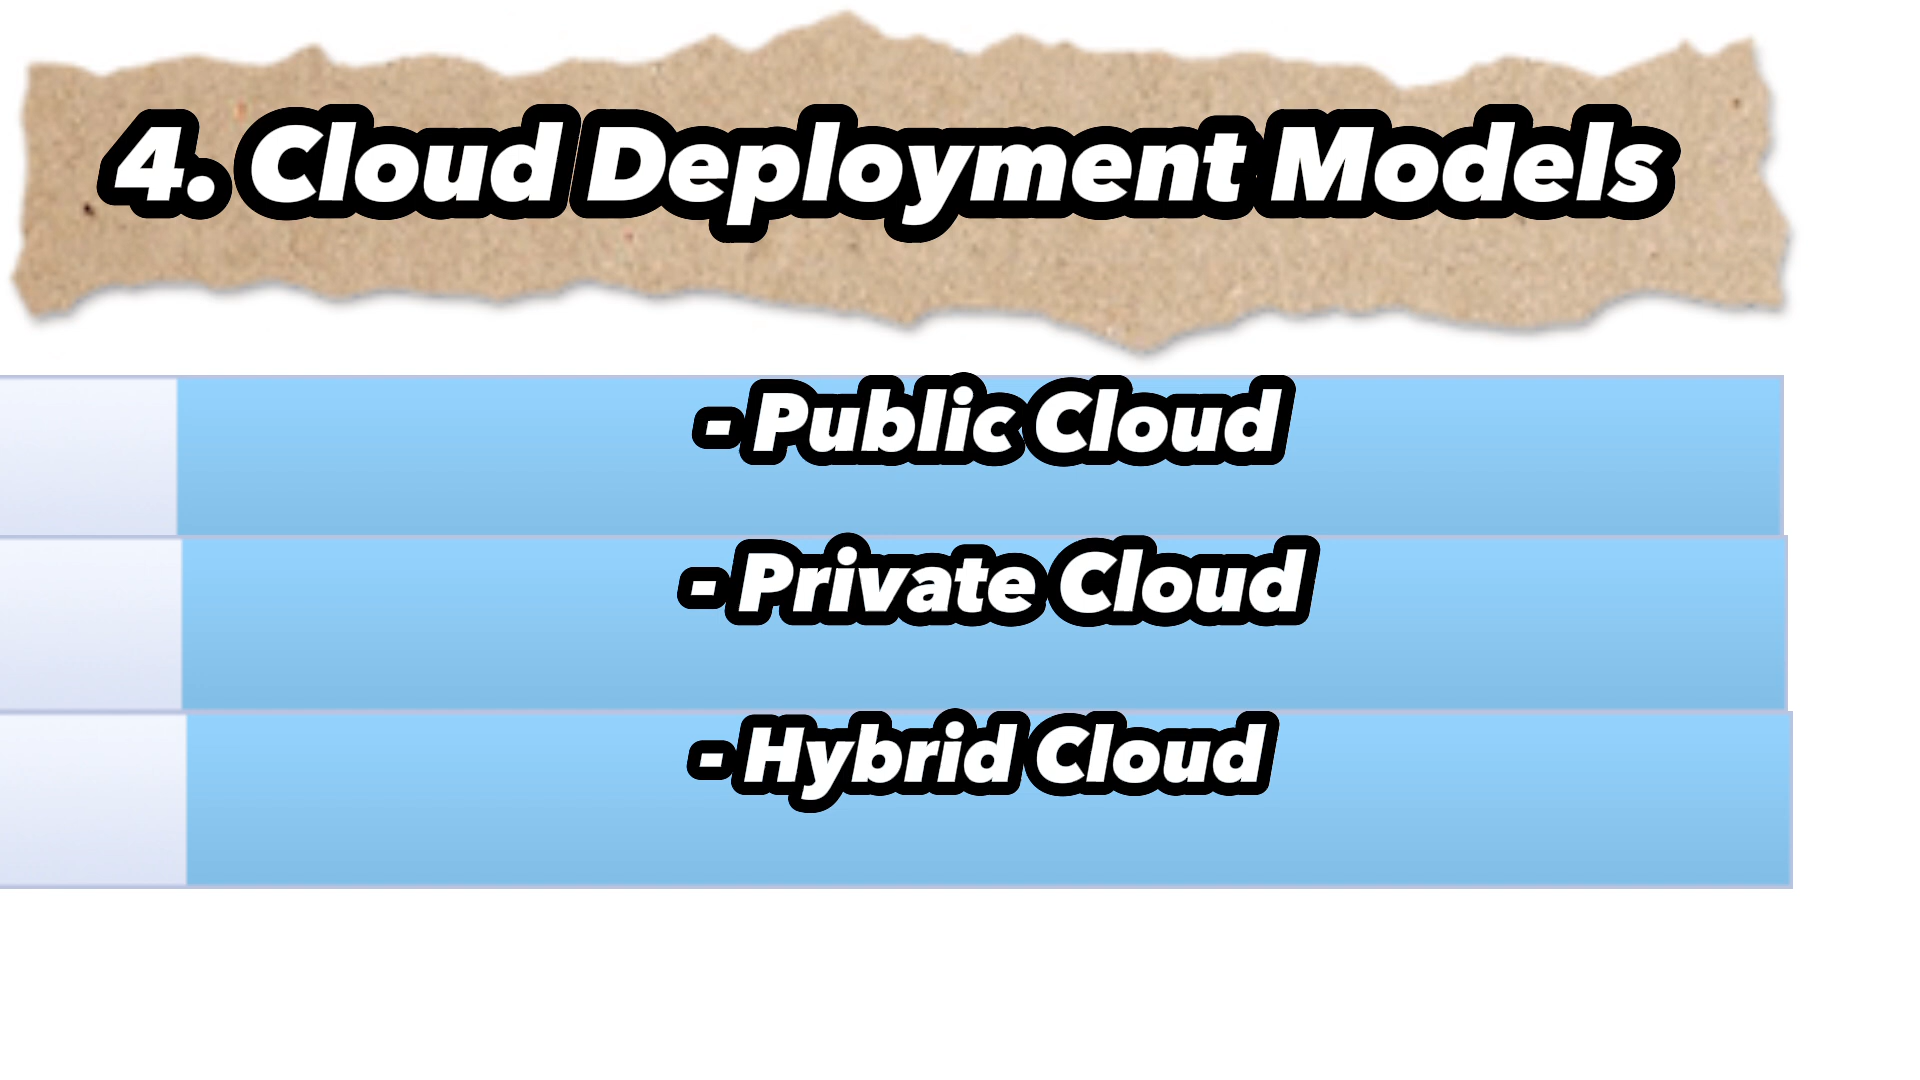 4. Cloud Deployment Models
- Public Cloud
- Private Cloud
- Hybrid Cloud